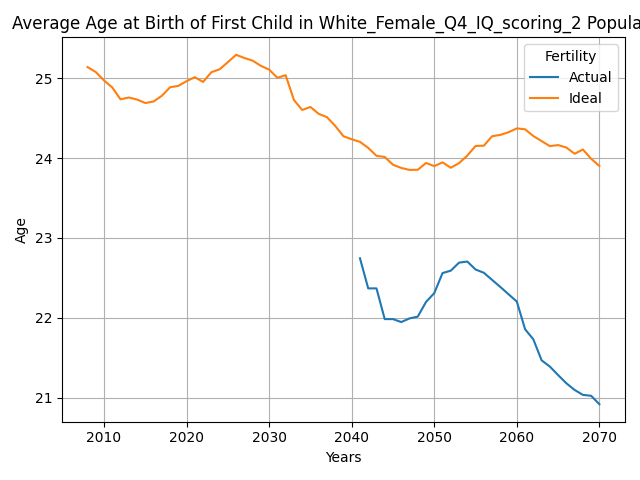 Average Age at Birth of First Child in White_Female_Q4_IQ_scoring_2 Popula
Fertility
Actual
Ideal
25
24
23
22
21
Age
2010 2020 2030 2040 2050 2060 2070
Years